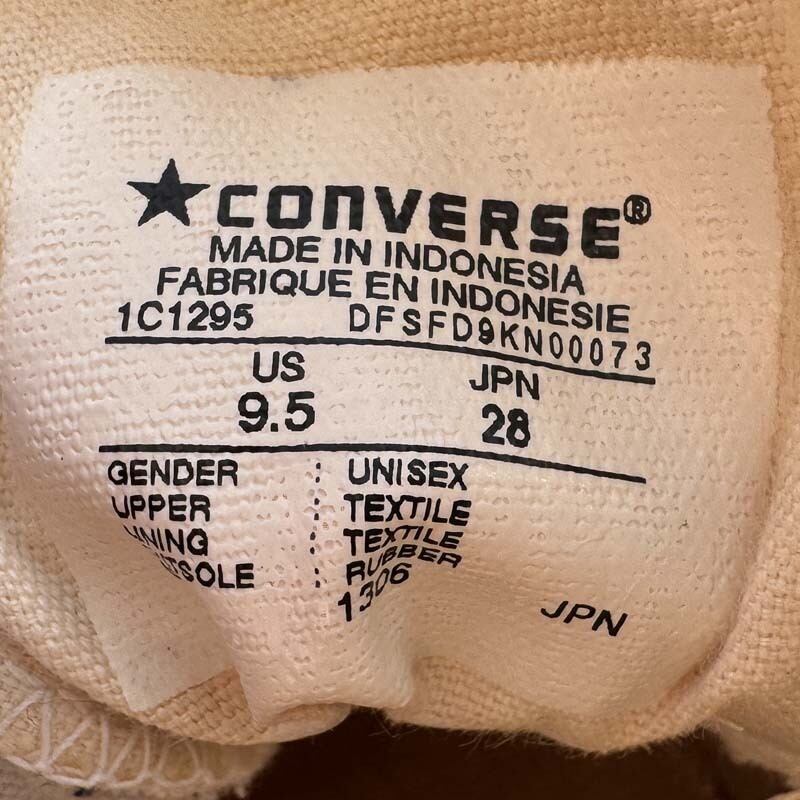 ★CONVERSE®
MADE IN INDONESIA
FABRIQUE EN INDONESIE
1C1295 DFSFD9KN00073
US JPN
9.5 28
GENDER : UNISEX
UPPER : TEXTILE
TEXTILE
: RUBBER
1306 JPN